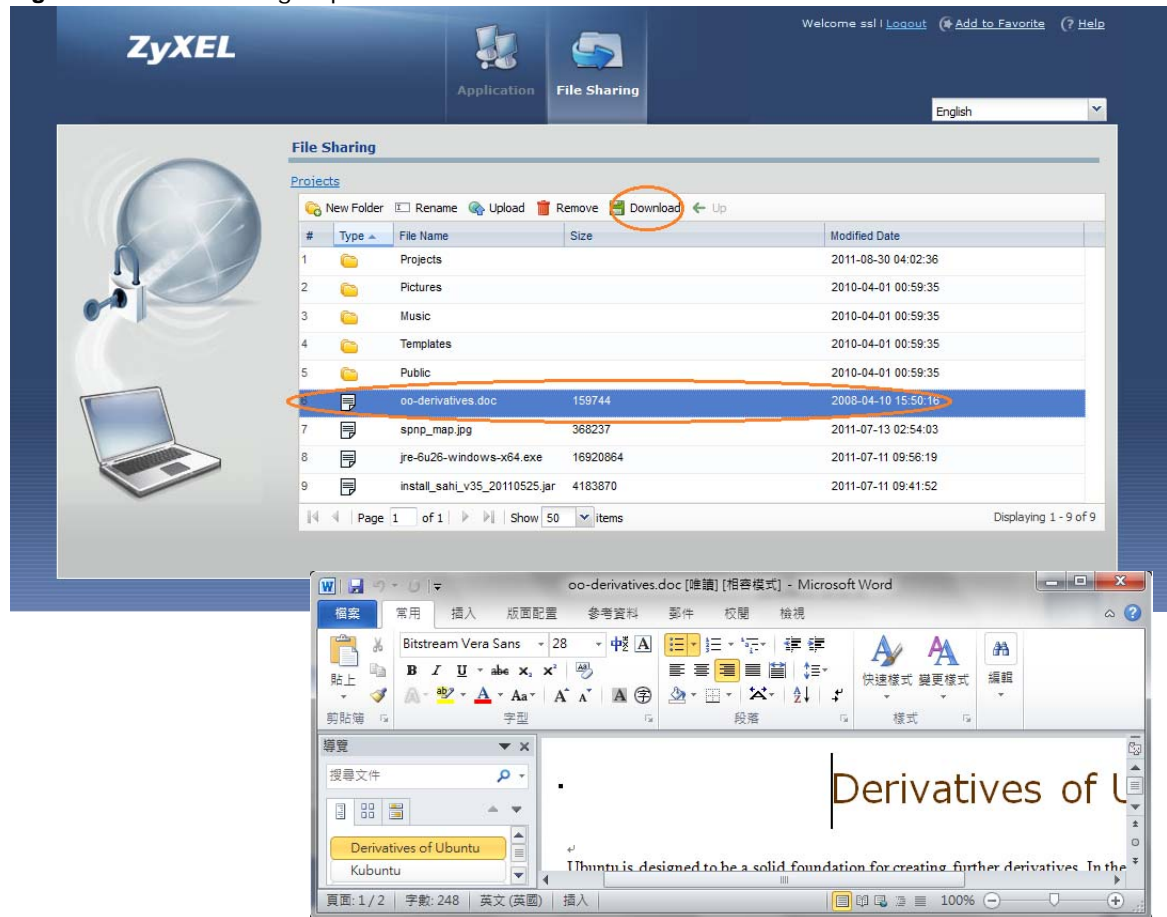 Welcome ssl | Logout Add to Favorite ? Help
ZyXEL
Application File Sharing
English
File Sharing
Projects
New Folder Rename Upload Remove Download Up
# Type File Name Size Modified Date
1 Projects 2011-08-30 04:02:36
2 Pictures 2010-04-01 00:59:35
3 Music 2010-04-01 00:59:35
4 Templates 2010-04-01 00:59:35
5 Public 2010-04-01 00:59:35
6 oo-derivatives.doc 159744 2008-04-10 15:50:16
7 spnp_map.jpg 368237 2011-07-13 02:54:03
8 jre-6u26-windows-x64.exe 16920864 2011-07-11 09:56:19
9 install_sahi_v35_20110525.jar 4183870 2011-07-11 09:41:52
Page 1 of 1 Show 50 items Displaying 1 - 9 of 9
oo-derivatives.doc [唯讀] [相容模式] - Microsoft Word
檔案 常用 插入 版面配置 參考資料 郵件 校閱 檢視
Bitstream Vera Sans 28
貼上 快速樣式 變更樣式 編輯
剪貼簿 字型 段落 樣式
導覽
搜尋文件
Derivatives of U
Derivatives of Ubuntu
Kubuntu
Ubuntu is designed to be a solid foundation for creating further derivatives. In the
頁面: 1 / 2 字數: 248 英文 (英國) 插入 100%